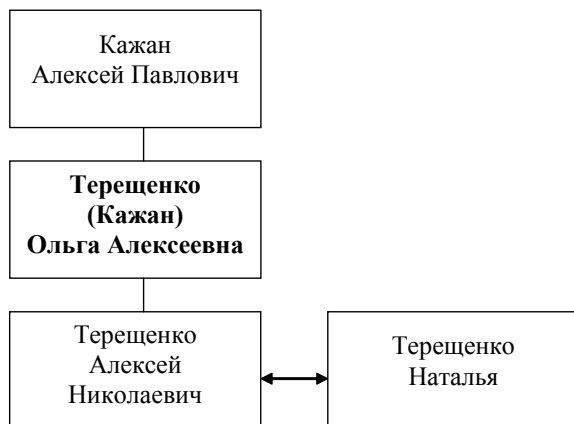 Кажан
Алексей Павлович
Терещенко
(Кажан)
Ольга Алексеевна
Терещенко
Алексей
Николаевич
Терещенко
Наталья